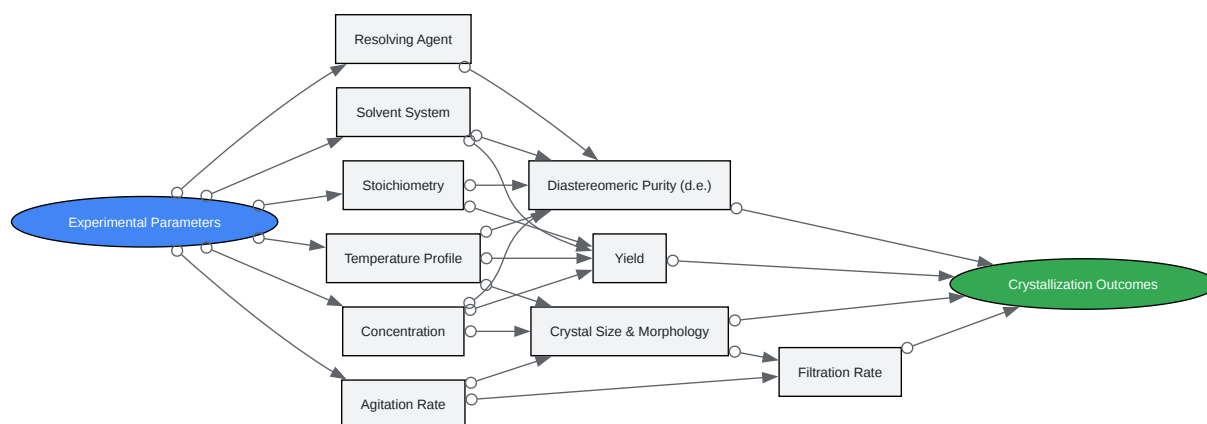 Resolving Agent
Solvent System
Stoichiometry
Diastereomeric Purity (d.e.)
Experimental Parameters
Temperature Profile
Yield
Crystallization Outcomes
Concentration
Crystal Size & Morphology
Filtration Rate
Agitation Rate